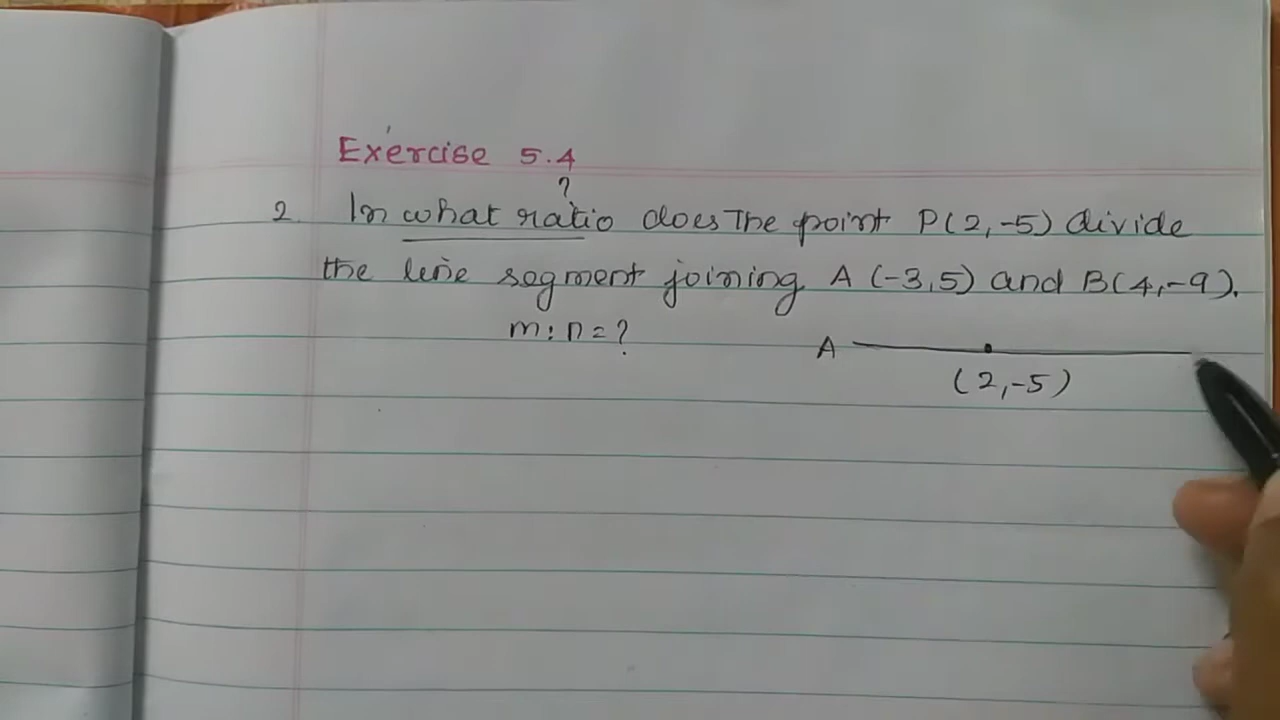 Exercise 5.4
?
2. In what ratio does The point P(2,-5) divide
the line segment joining A (-3,5) and B(4,-9).
m:n=?
A
(2,-5)